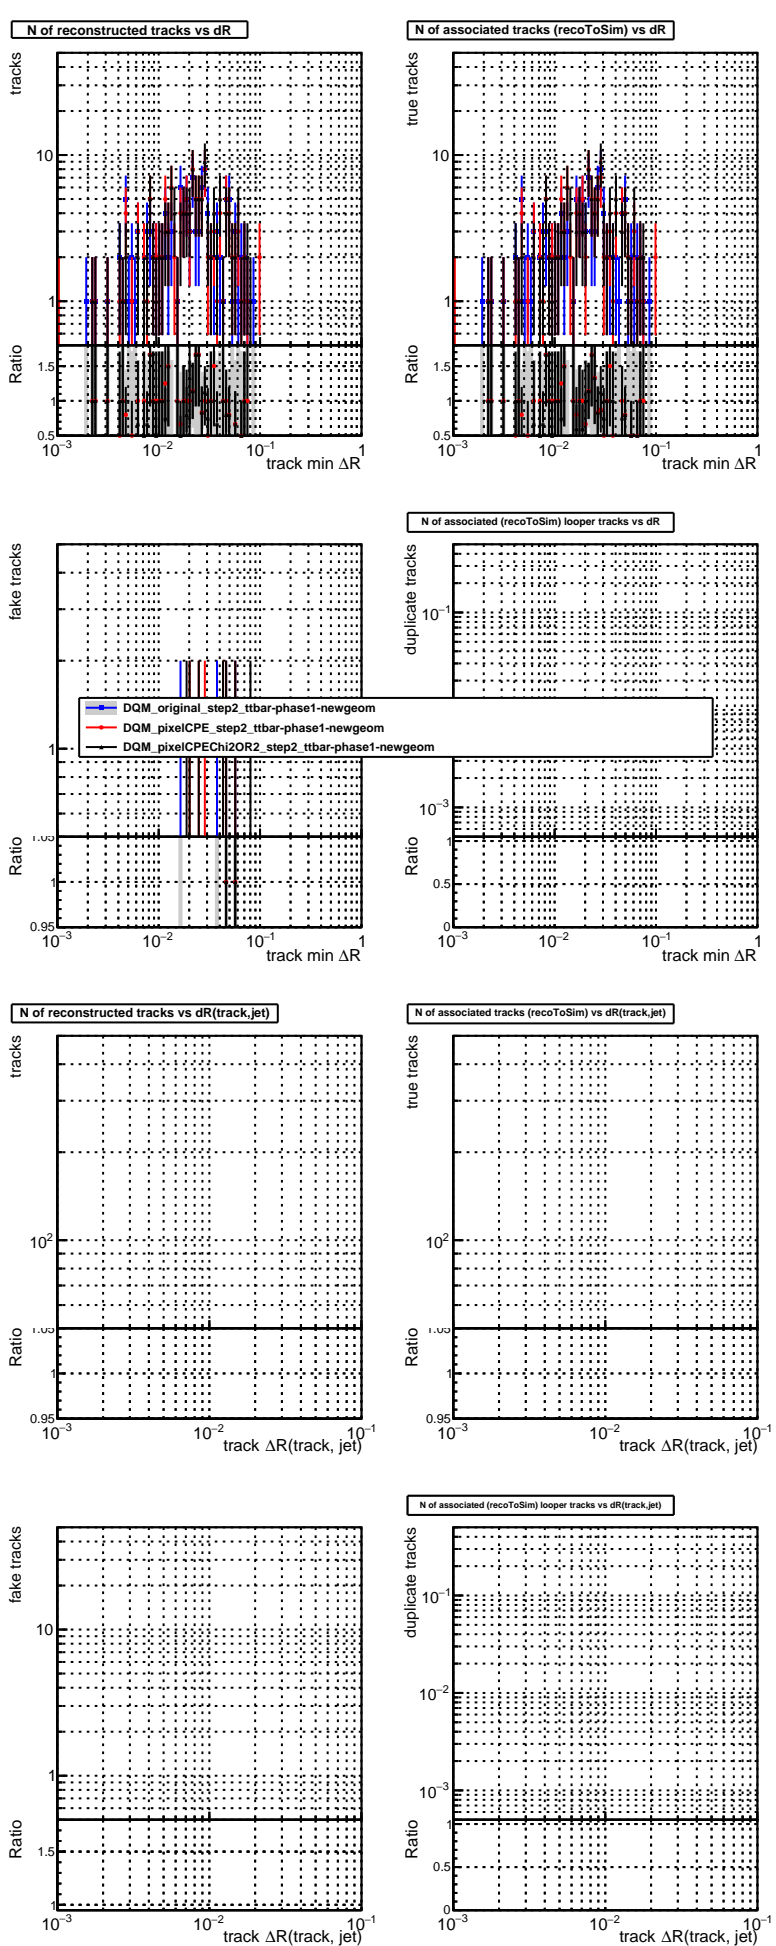 N of reconstructed tracks vs dR
tracks
10
1
Ratio
1.5
1
0.5
10−3
10−2
10−1
1
track min ΔR
N of associated tracks (recoToSim) vs dR
true tracks
10
1
Ratio
1.5
1
0.5
10−3
10−2
10−1
1
track min ΔR
fake tracks
1
Ratio
1.05
1
0.95
10−3
10−2
10−1
1
track min ΔR
N of associated (recoToSim) looper tracks vs dR
duplicate tracks
10−1
10−3
Ratio
1
0.5
0
10−3
10−2
10−1
1
track min ΔR
DQM_original_step2_ttbar-phase1-newgeom
DQM_pixelCPE_step2_ttbar-phase1-newgeom
DQM_pixelCPEChi2OR2_step2_ttbar-phase1-newgeom
N of reconstructed tracks vs dR(track,jet)
tracks
102
Ratio
1.05
1
0.95
10−3
10−2
10−1
track ΔR(track, jet)
N of associated tracks (recoToSim) vs dR(track,jet)
true tracks
102
Ratio
1.05
1
0.95
10−3
10−2
10−1
track ΔR(track, jet)
fake tracks
10
1
Ratio
1.5
1
10−3
10−2
10−1
track ΔR(track, jet)
N of associated (recoToSim) looper tracks vs dR(track,jet)
duplicate tracks
10−1
10−2
10−3
Ratio
1
0.5
0
10−3
10−2
10−1
track ΔR(track, jet)